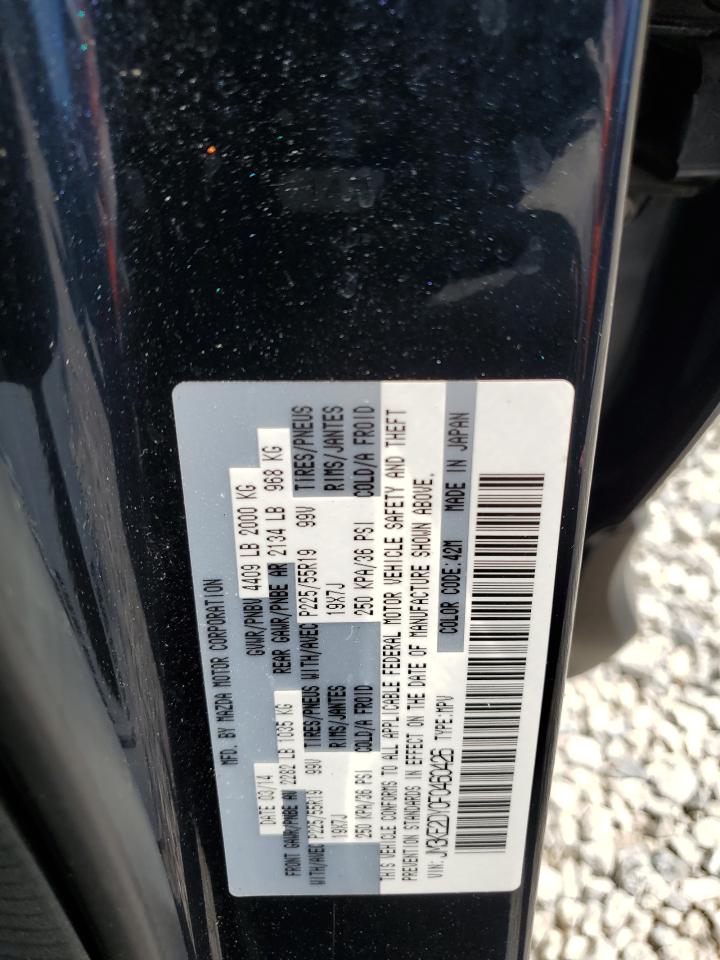 MFD. BY MAZDA MOTOR CORPORATION
DATE 03/14 GVWR/PNBV 4409 LB 2000 KG
FRONT GAWR/PNBE AV 2282 LB 1035 KG REAR GAWR/PNBE AR 2134 LB 968 KG
TIRES/PNEUS TIRES/PNEUS
WITH/AVEC P225/55R19 99V WITH/AVEC P225/55R19 99V
19X7J RIMS/JANTES 19X7J RIMS/JANTES
250 KPA/36 PSI COLD/A FROID 250 KPA/36 PSI COLD/A FROID
THIS VEHICLE CONFORMS TO ALL APPLICABLE FEDERAL MOTOR VEHICLE SAFETY AND THEFT
PREVENTION STANDARDS IN EFFECT ON THE DATE OF MANUFACTURE SHOWN ABOVE.
VIN: JM3KE2DY0F0460426 TYPE:MPV COLOR CODE:42M MADE IN JAPAN